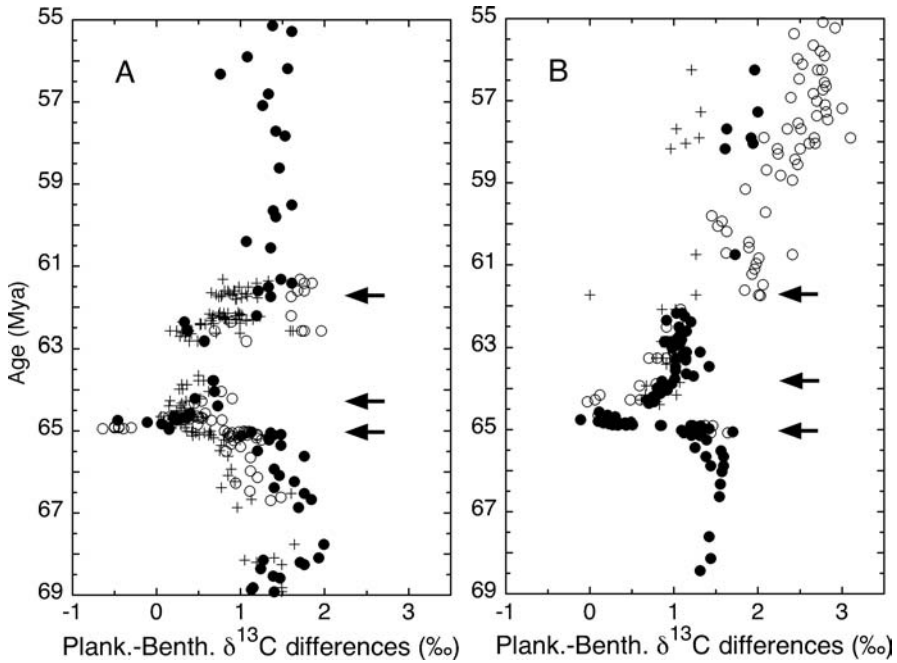 A
B
Age (Mya)
55
57
59
61
63
65
67
69
55
57
59
61
63
65
67
69
-1 0 1 2 3
-1 0 1 2 3
Plank.-Benth. δ¹³C differences (‰)
Plank.-Benth. δ¹³C differences (‰)